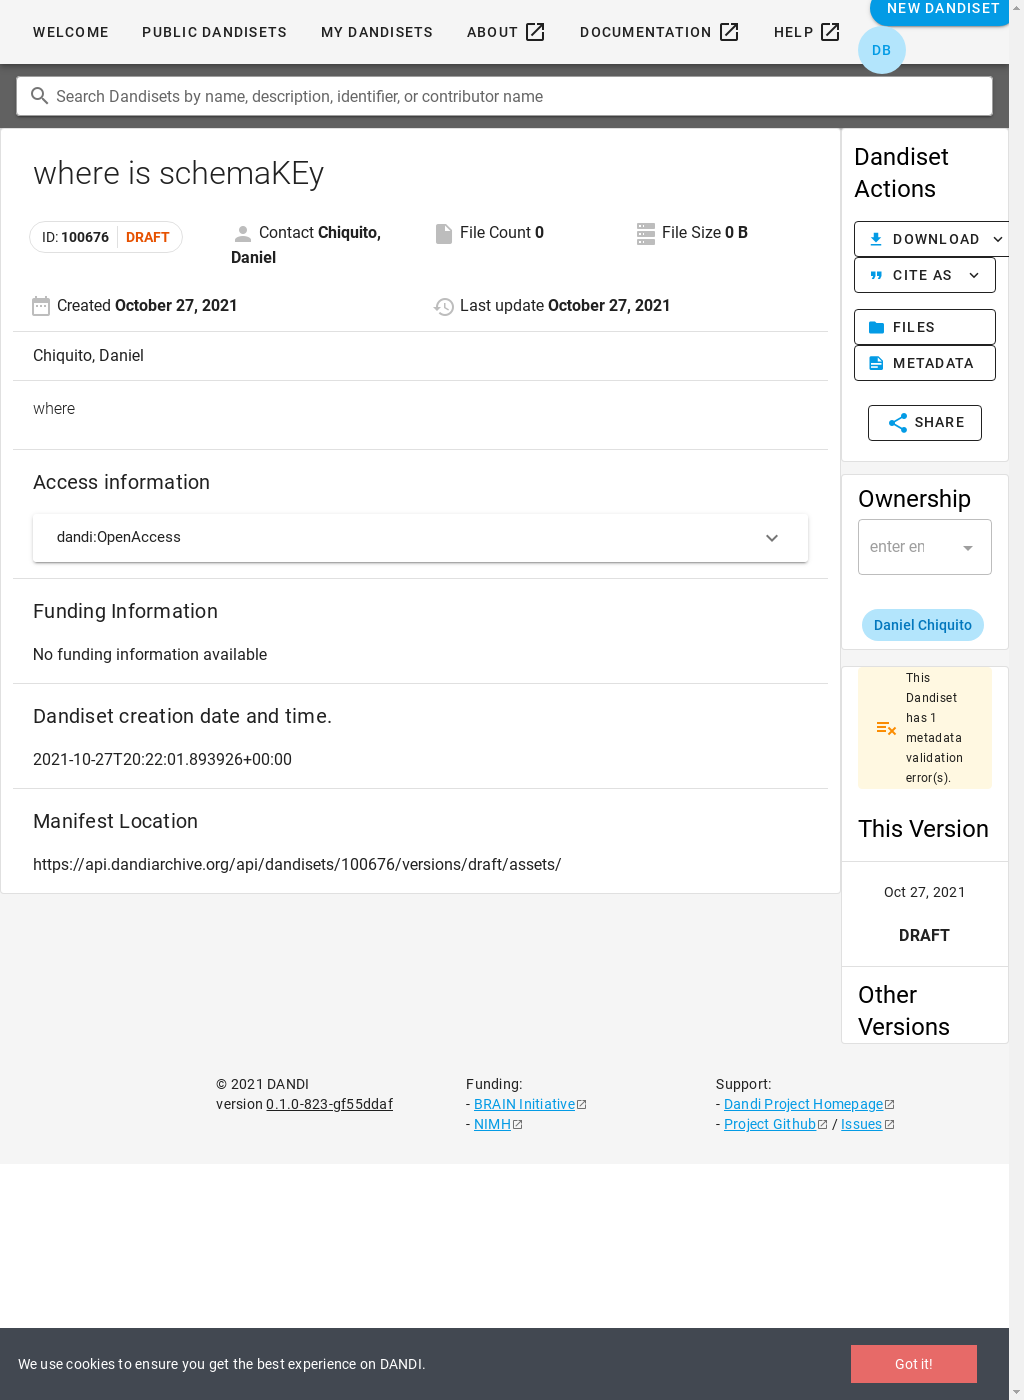 WELCOME PUBLIC DANDISETS MY DANDISETS ABOUT DOCUMENTATION HELP NEW DANDISET
DB
Search Dandisets by name, description, identifier, or contributor name
where is schemaKEy
ID: 100676 DRAFT
Contact Chiquito,
Daniel
File Count 0
File Size 0 B
Created October 27, 2021
Last update October 27, 2021
Chiquito, Daniel
where
Access information
dandi:OpenAccess
Funding Information
No funding information available
Dandiset creation date and time.
2021-10-27T20:22:01.893926+00:00
Manifest Location
https://api.dandiarchive.org/api/dandisets/100676/versions/draft/assets/
Dandiset
Actions
DOWNLOAD
CITE AS
FILES
METADATA
SHARE
Ownership
enter em
Daniel Chiquito
This
Dandiset
has 1
metadata
validation
error(s).
This Version
Oct 27, 2021
DRAFT
Other
Versions
© 2021 DANDI
version 0.1.0-823-gf55ddaf
Funding:
- BRAIN Initiative
- NIMH
Support:
- Dandi Project Homepage
- Project Github / Issues
We use cookies to ensure you get the best experience on DANDI.
Got it!